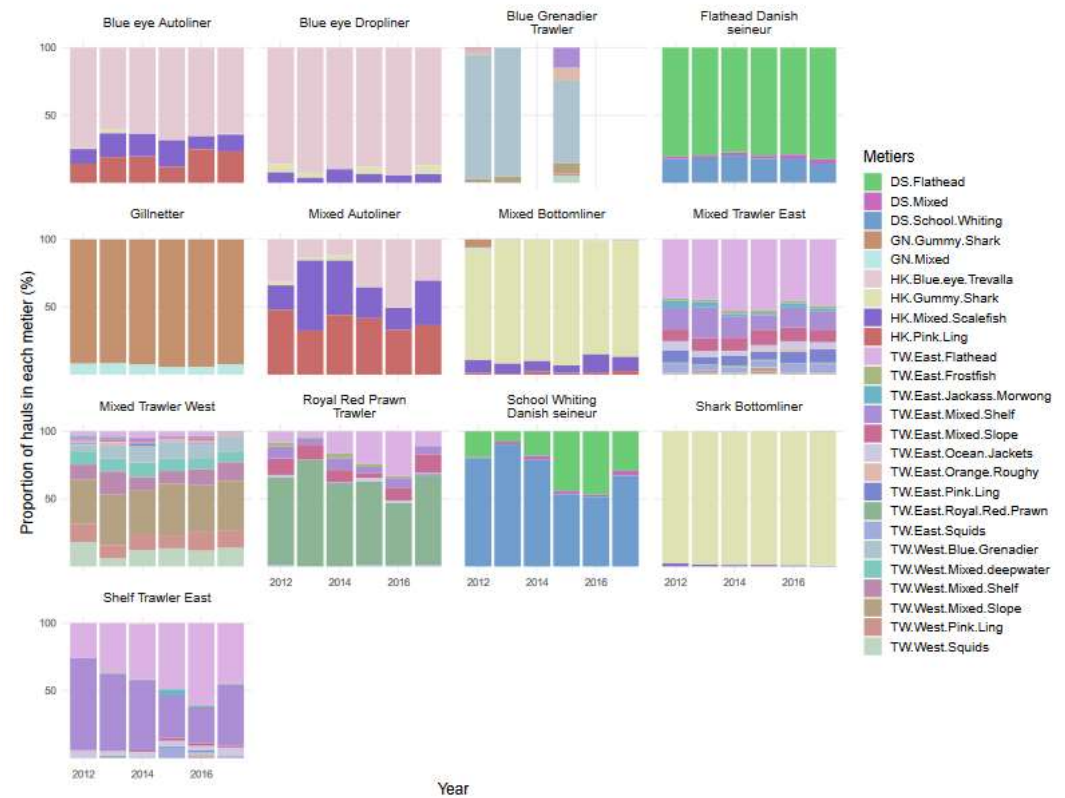 Blue eye Autoliner
Blue eye Dropliner
Blue Grenadier
Trawler
Flathead Danish
seineur
100
50
Gillnetter
Mixed Autoliner
Mixed Bottomliner
Mixed Trawler East
100
50
Mixed Trawler West
Royal Red Prawn
Trawler
School Whiting
Danish seineur
Shark Bottomliner
100
50
2012 2014 2016
2012 2014 2016
2012 2014 2016
Shelf Trawler East
100
50
2012 2014 2016
Year
Proportion of hauls in each metier (%)
Metiers
DS.Flathead
DS.Mixed
DS.School.Whiting
GN.Gummy.Shark
GN.Mixed
HK.Blue.eye.Trevalla
HK.Gummy.Shark
HK.Mixed.Scalefish
HK.Pink.Ling
TW.East.Flathead
TW.East.Frostfish
TW.East.Jackass.Morwong
TW.East.Mixed.Shelf
TW.East.Mixed.Slope
TW.East.Ocean.Jackets
TW.East.Orange.Roughy
TW.East.Pink.Ling
TW.East.Royal.Red.Prawn
TW.East.Squids
TW.West.Blue.Grenadier
TW.West.Mixed.deepwater
TW.West.Mixed.Shelf
TW.West.Mixed.Slope
TW.West.Pink.Ling
TW.West.Squids